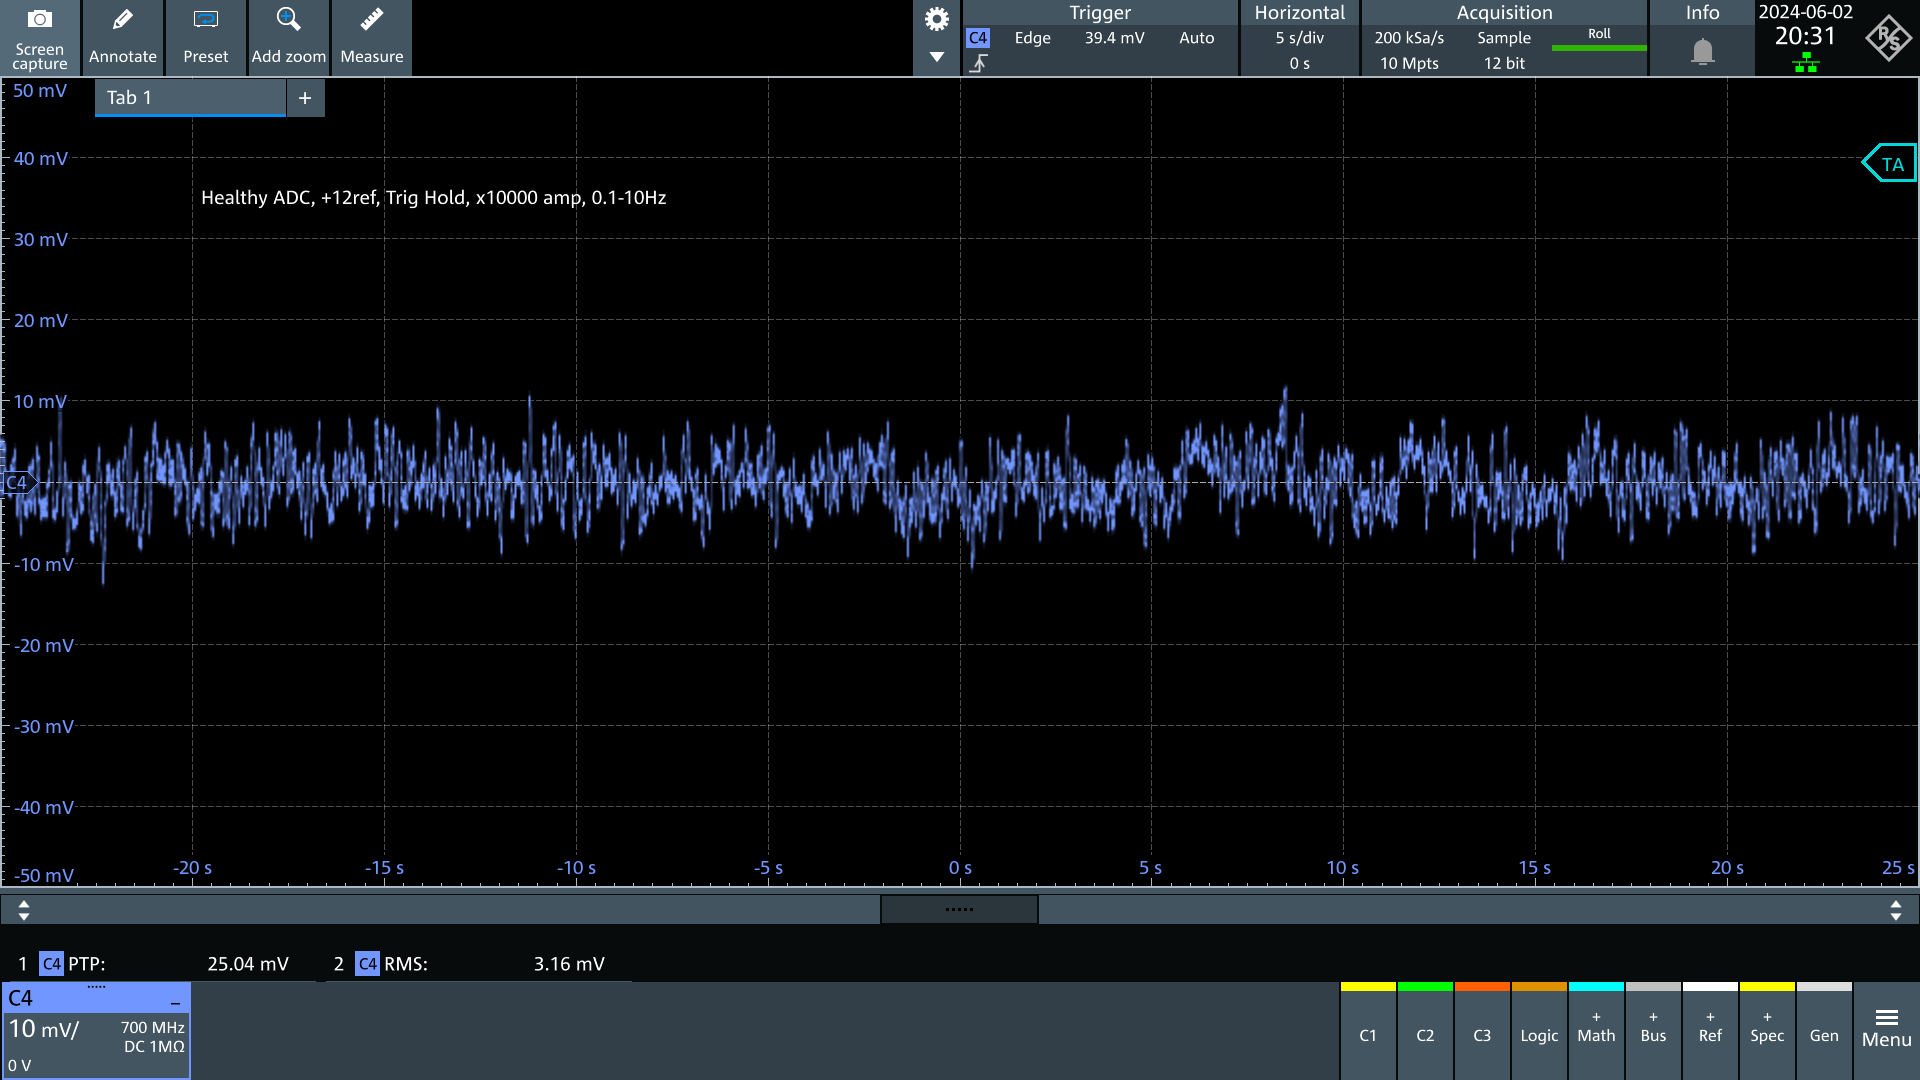 Screen capture
Annotate
Preset
Add zoom
Measure
Trigger
C4 Edge 39.4 mV Auto
Horizontal
5 s/div
0 s
Acquisition
200 kSa/s Sample Roll
10 Mpts 12 bit
Info
2024-06-02
20:31
R S
Tab 1 +
50 mV
40 mV
30 mV
20 mV
10 mV
C4
-10 mV
-20 mV
-30 mV
-40 mV
-50 mV
TA
Healthy ADC, +12ref, Trig Hold, x10000 amp, 0.1-10Hz
-20 s -15 s -10 s -5 s 0 s 5 s 10 s 15 s 20 s 25 s
1 C4 PTP: 25.04 mV 2 C4 RMS: 3.16 mV
C4
10 mV/ 700 MHz
DC 1MΩ
0 V
C1
C2
C3
Logic
+ Math
+ Bus
+ Ref
+ Spec
Gen
Menu